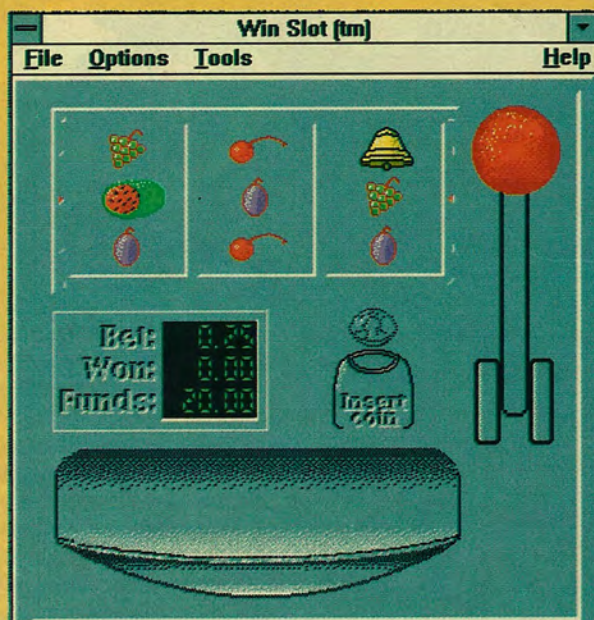 Win Slot (tm)
File Options Tools Help
Bet: 0.25
Won: 0.00
Funds: 20.00
Insert
coin